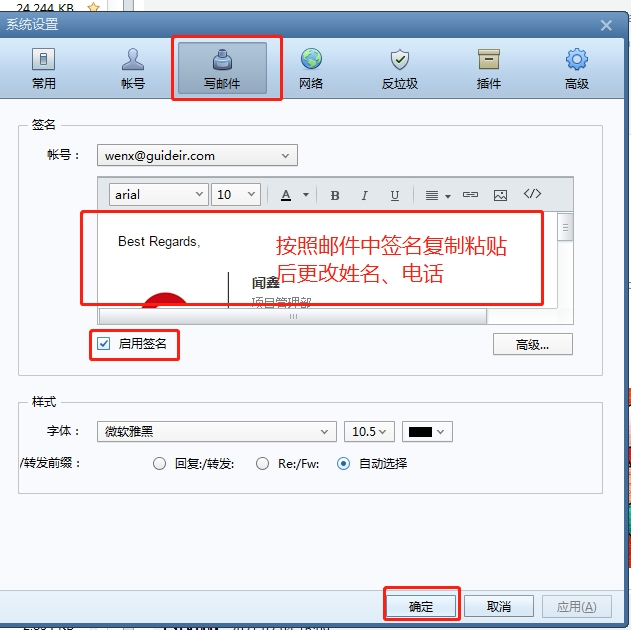 24,244 KB
系统设置
常用
帐号
写邮件
网络
反垃圾
插件
高级
签名
帐号：
wenx@guideir.com
arial
10
A
B
I
U
</>
Best Regards,
按照邮件中签名复制粘贴
后更改姓名、电话
闻鑫
项目管理部
启用签名
高级...
样式
字体：
微软雅黑
10.5
/转发前缀：
回复:/转发:
Re:/Fw:
自动选择
确定
取消
应用(A)